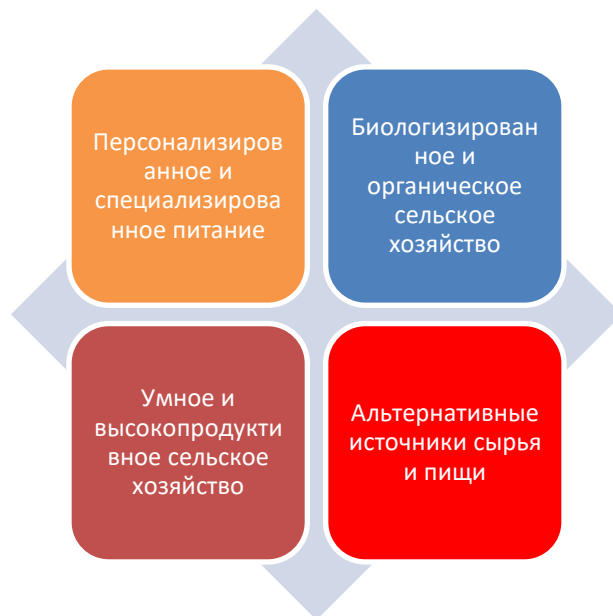 Персонализиров
анное и
специализирова
нное питание
Биологизирован
ное и
органическое
сельское
хозяйство
Умное и
высокопродукти
вное сельское
хозяйство
Альтернативные
источники сырья
и пищи